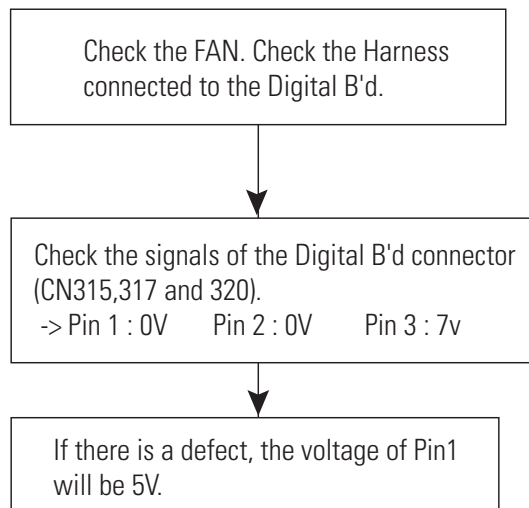 Check the FAN. Check the Harness
connected to the Digital B'd.
Check the signals of the Digital B'd connector
(CN315,317 and 320).
-> Pin 1 : 0V Pin 2 : 0V Pin 3 : 7v
If there is a defect, the voltage of Pin1
will be 5V.